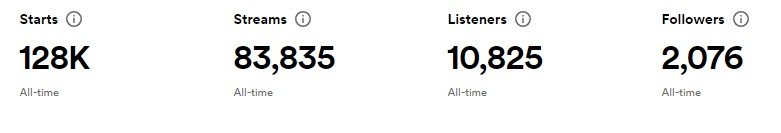 Starts Streams Listeners Followers
128K 83,835 10,825 2,076
All-time All-time All-time All-time